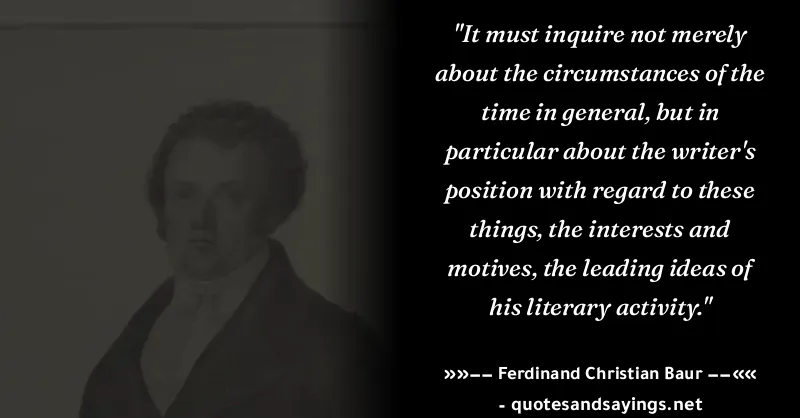 "It must inquire not merely
about the circumstances of the
time in general, but in
particular about the writer's
position with regard to these
things, the interests and
motives, the leading ideas of
his literary activity."
»»−− Ferdinand Christian Baur −−««
- quotesandsayings.net